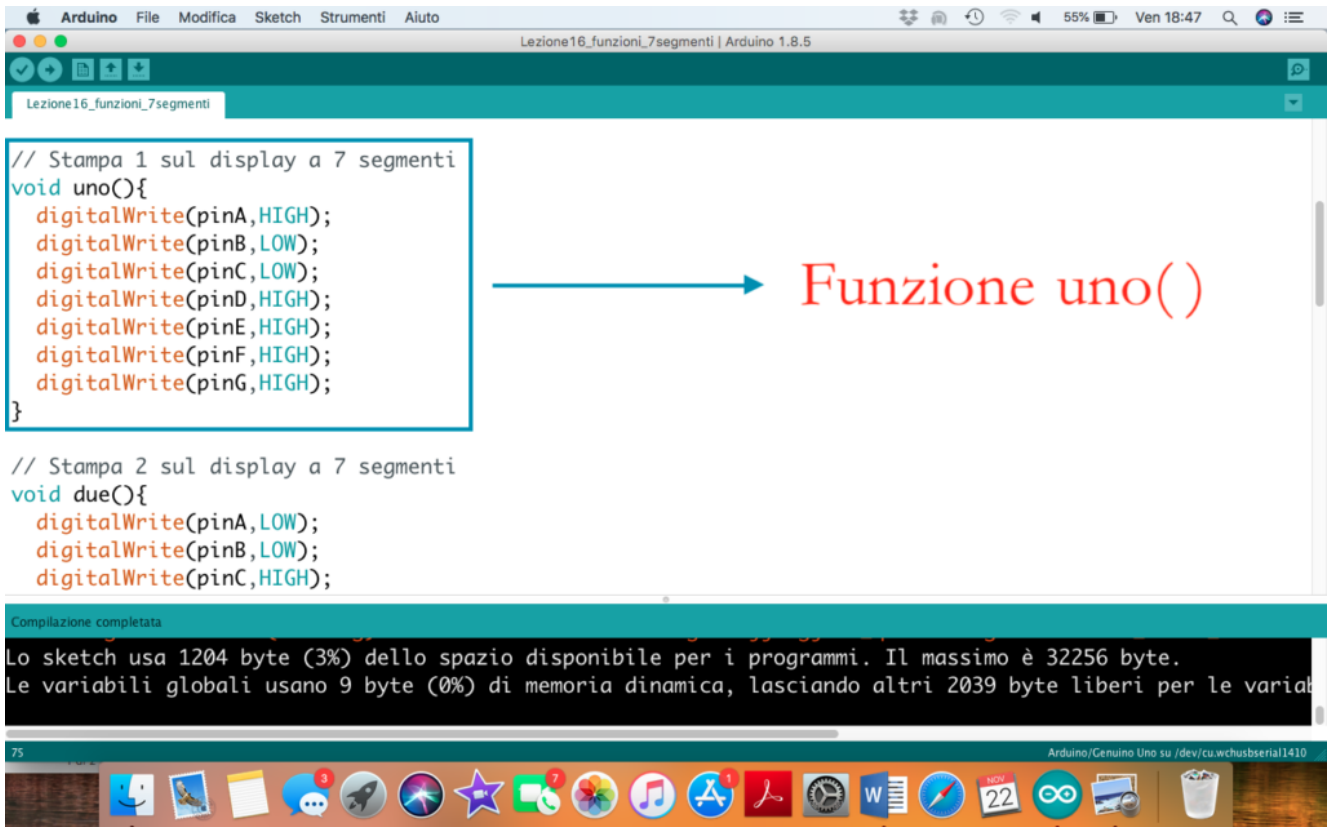 Arduino File Modifica Sketch Strumenti Aiuto 55% Ven 18:47
Lezione16_funzioni_7segmenti | Arduino 1.8.5
Lezione16_funzioni_7segmenti
// Stampa 1 sul display a 7 segmenti
void uno(){
  digitalWrite(pinA,HIGH);
  digitalWrite(pinB,LOW);
  digitalWrite(pinC,LOW);
  digitalWrite(pinD,HIGH);
  digitalWrite(pinE,HIGH);
  digitalWrite(pinF,HIGH);
  digitalWrite(pinG,HIGH);
}
Funzione uno()
// Stampa 2 sul display a 7 segmenti
void due(){
  digitalWrite(pinA,LOW);
  digitalWrite(pinB,LOW);
  digitalWrite(pinC,HIGH);
Compilazione completata
Lo sketch usa 1204 byte (3%) dello spazio disponibile per i programmi. Il massimo è 32256 byte.
Le variabili globali usano 9 byte (0%) di memoria dinamica, lasciando altri 2039 byte liberi per le variab
75 Arduino/Genuino Uno su /dev/cu.wchusbserial1410
3 7 1 W NOV 22